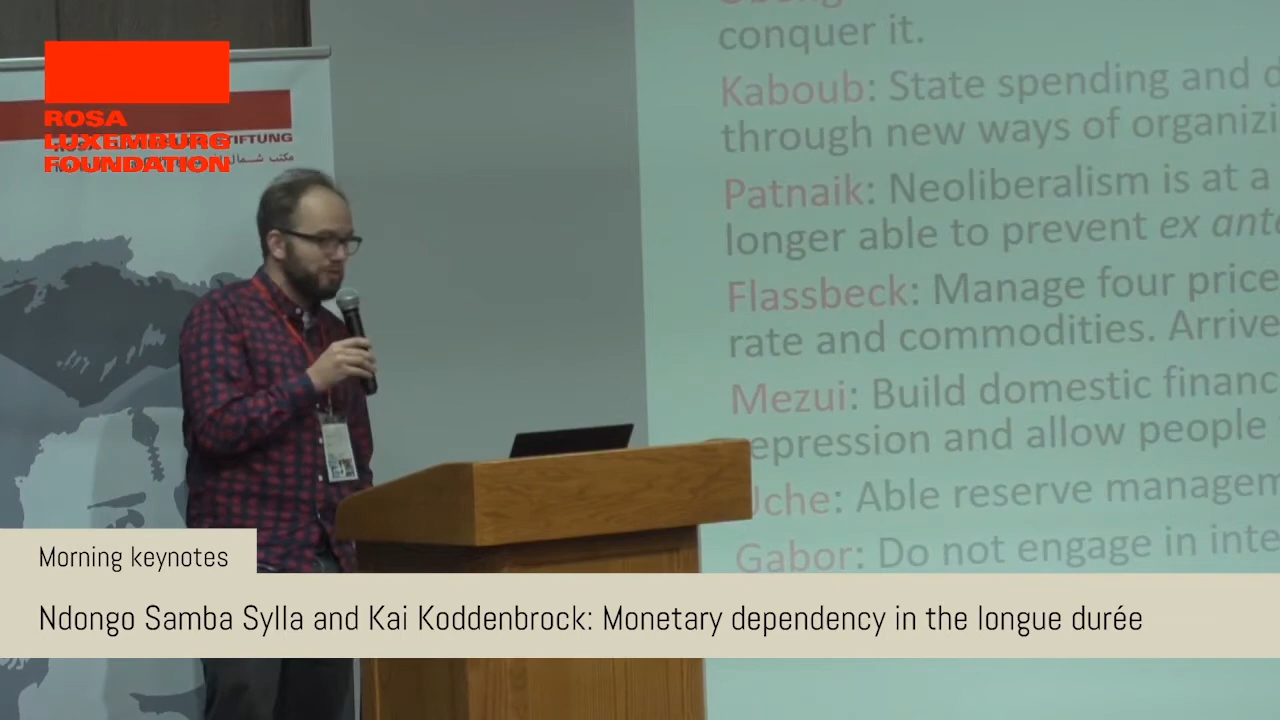 ROSA
LUXEMBURG
FOUNDATION
STIFTUNG
conquer it.
Kaboub: State spending and d
through new ways of organizi
Patnaik: Neoliberalism is at a
longer able to prevent ex ante
Flassbeck: Manage four price
rate and commodities. Arrive
Mezui: Build domestic financ
epression and allow people
Uche: Able reserve managem
Gabor: Do not engage in inte
Morning keynotes
Ndongo Samba Sylla and Kai Koddenbrock: Monetary dependency in the longue durée